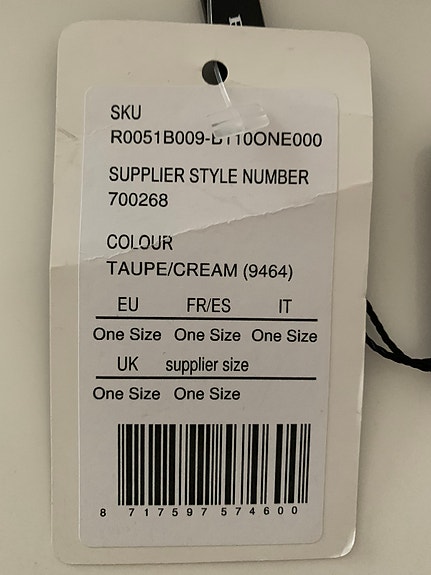 SKU
R0051B009-D110ONE000
SUPPLIER STYLE NUMBER
700268
COLOUR
TAUPE/CREAM (9464)
EU FR/ES IT
One Size One Size One Size
UK supplier size
One Size One Size
8 717597 574600